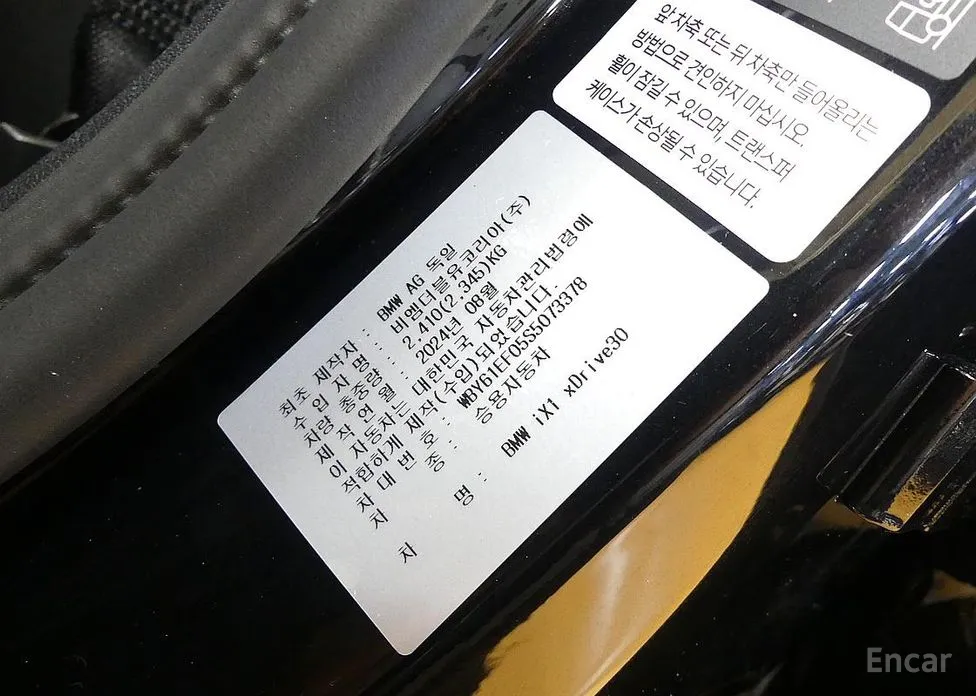 앞 차축 또는 뒤 차축만 들어올리는
방법으로 견인하지 마십시오.
휠이 잠길 수 있으며, 트랜스퍼
케이스가 손상될 수 있습니다.
최초 제작자 : BMW AG 독일
수 입 자 명 : 비엠더블유코리아(주)
차량 총중량 : 2,410(2,345)KG
제 작 연 월 : 2024년 08월
이 자동차는 대한민국 자동차관리법령에
적합하게 제작(수입)되었습니다.
차 대 번 호 : WBY61EF05S5073378
차 종 : 승용자동차
차 명 : BMW iX1 xDrive30
Encar